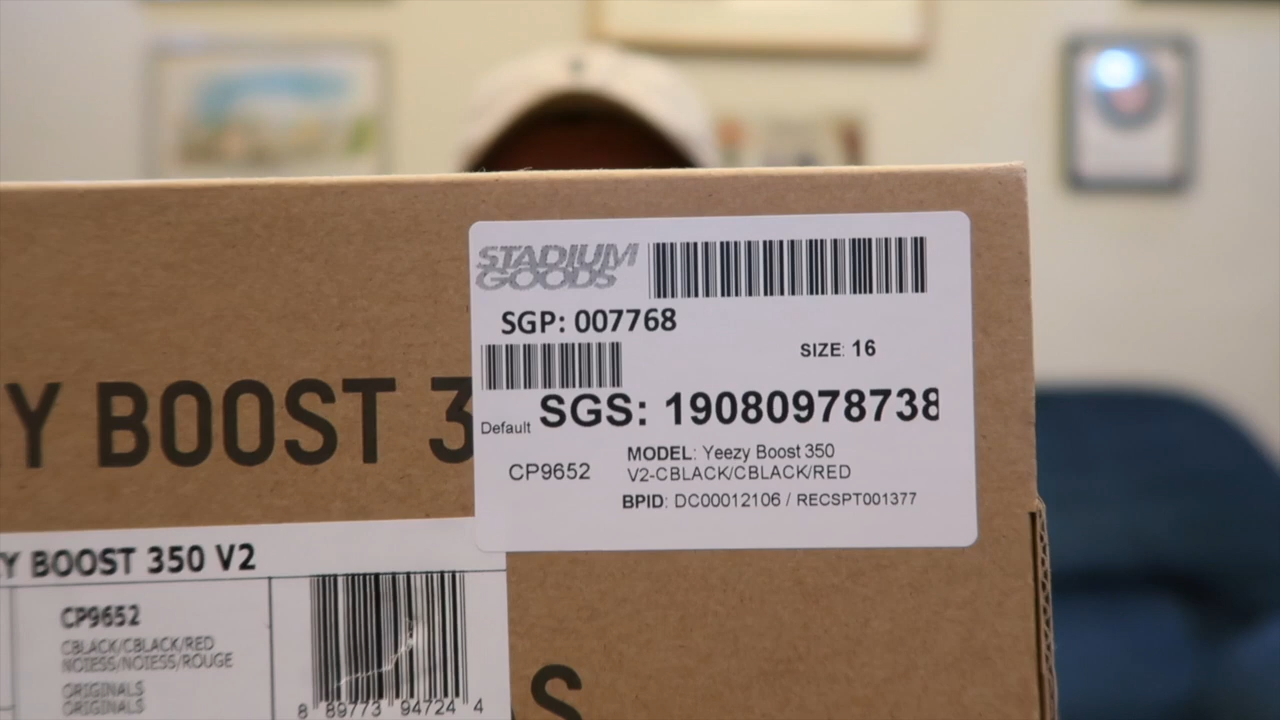 STADIUM
GOODS
SGP: 007768
SIZE: 16
Default SGS: 19080978738
CP9652
MODEL: Yeezy Boost 350
V2-CBLACK/CBLACK/RED
BPID: DC00012106 / RECSPT001377
Y BOOST 3
Y BOOST 350 V2
CP9652
CBLACK/CBLACK/RED
NOIESS/NOIESS/ROUGE
ORIGINALS
ORIGINALS
8 89773 94724 4
S